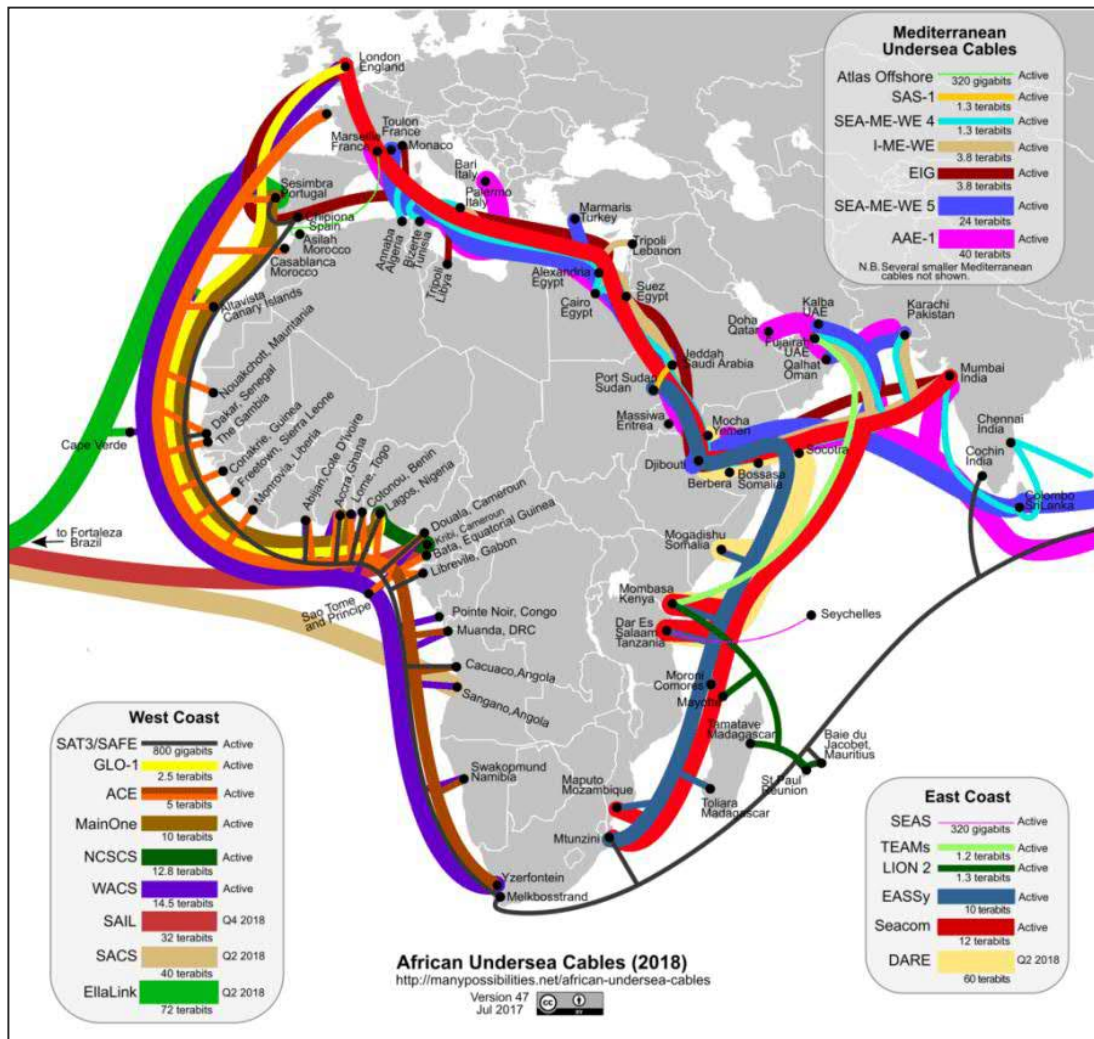 London
England
Toulon
France
Marseille
France
Monaco
Bari
Italy
Palermo
Italy
Sesimbra
Portugal
Chipiona
Spain
Asilah
Morocco
Casablanca
Morocco
Annaba
Algeria
Bizerte
Tunisia
Tripoli
Libya
Marmaris
Turkey
Tripoli
Lebanon
Alexandria
Egypt
Cairo
Egypt
Suez
Egypt
Altavista
Canary Islands
Nouakchott, Mauritania
Dakar, Senegal
The Gambia
Conakrie, Guinea
Freetown, Sierra Leone
Monrovia, Liberia
Cape Verde
Abijan, Cote D'ivoire
Accra, Ghana
Lome, Togo
Cotonou, Benin
Lagos, Nigeria
Douala, Cameroun
Kribi, Cameroun
Bata, Equatorial Guinea
Librevile, Gabon
to Fortaleza
Brazil
Sao Tome
and Principe
Pointe Noir, Congo
Muanda, DRC
Cacuaco,Angola
Sangano,Angola
Swakopmund
Namibia
Yzerfontein
Melkbosstrand
Doha
Qatar
Kalba
UAE
Fujairah
UAE
Qalhat
Oman
Karachi
Pakistan
Jeddah
Saudi Arabia
Port Sudan
Sudan
Massiwa
Eritrea
Mocha
Yemen
Djibouti
Berbera
Bossasa
Somalia
Socotra
Mumbai
India
Chennai
India
Cochin
India
Colombo
SriLanka
Mogadishu
Somalia
Mombasa
Kenya
Dar Es
Salaam
Tanzania
Seychelles
Moroni
Comores
Mayotte
Tamatave
Madagascar
Baie du
Jacobet,
Mauritius
St Paul
Reunion
Maputo
Mozambique
Toliara
Madagascar
Mtunzini
Mediterranean
Undersea Cables
Atlas Offshore 320 gigabits Active
SAS-1 1.3 terabits Active
SEA-ME-WE 4 1.3 terabits Active
I-ME-WE 3.8 terabits Active
EIG 3.8 terabits Active
SEA-ME-WE 5 24 terabits Active
AAE-1 40 terabits Active
N.B. Several smaller Mediterranean
cables not shown.
West Coast
SAT3/SAFE 800 gigabits Active
GLO-1 2.5 terabits Active
ACE 5 terabits Active
MainOne 10 terabits Active
NCSCS 12.8 terabits Active
WACS 14.5 terabits Active
SAIL 32 terabits Q4 2018
SACS 40 terabits Q2 2018
EllaLink 72 terabits Q2 2018
East Coast
SEAS 320 gigabits Active
TEAMs 1.2 terabits Active
LION 2 1.3 terabits Active
EASSy 10 terabits Active
Seacom 12 terabits Active
DARE 60 terabits Q2 2018
African Undersea Cables (2018)
http://manypossibilities.net/african-undersea-cables
Version 47
Jul 2017
cc
BY